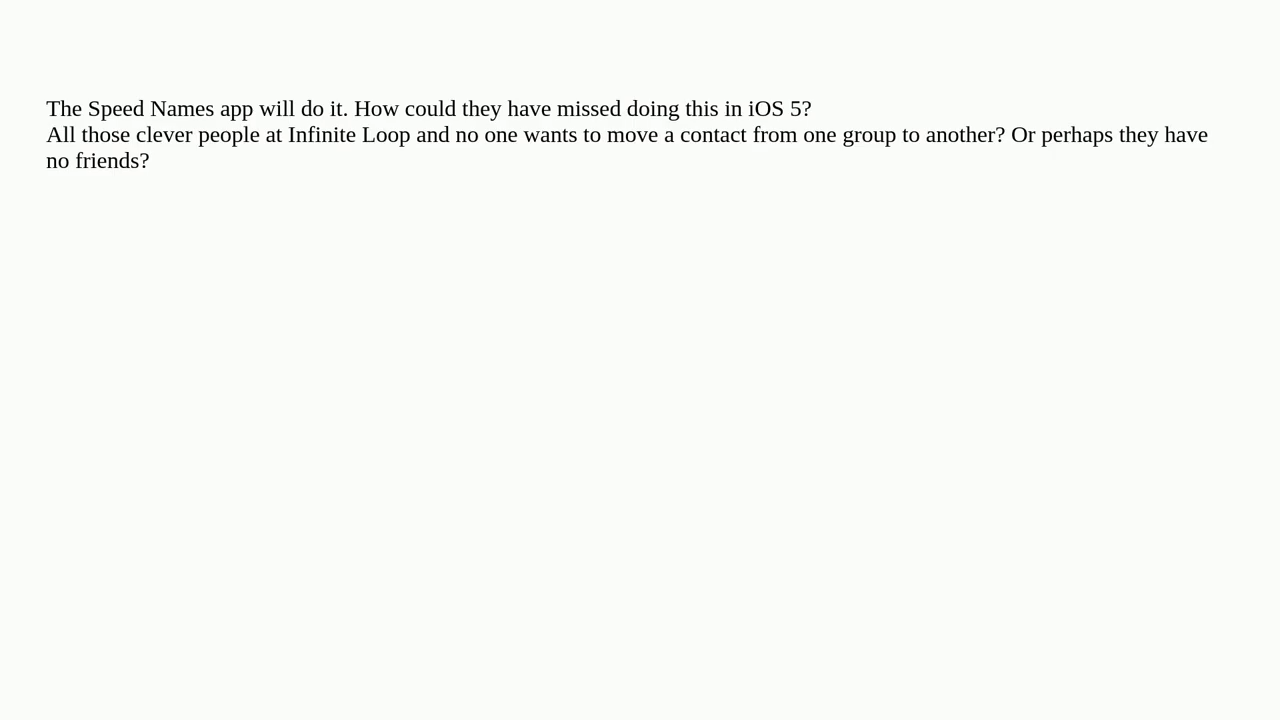 The Speed Names app will do it. How could they have missed doing this in iOS 5?
All those clever people at Infinite Loop and no one wants to move a contact from one group to another? Or perhaps they have
no friends?